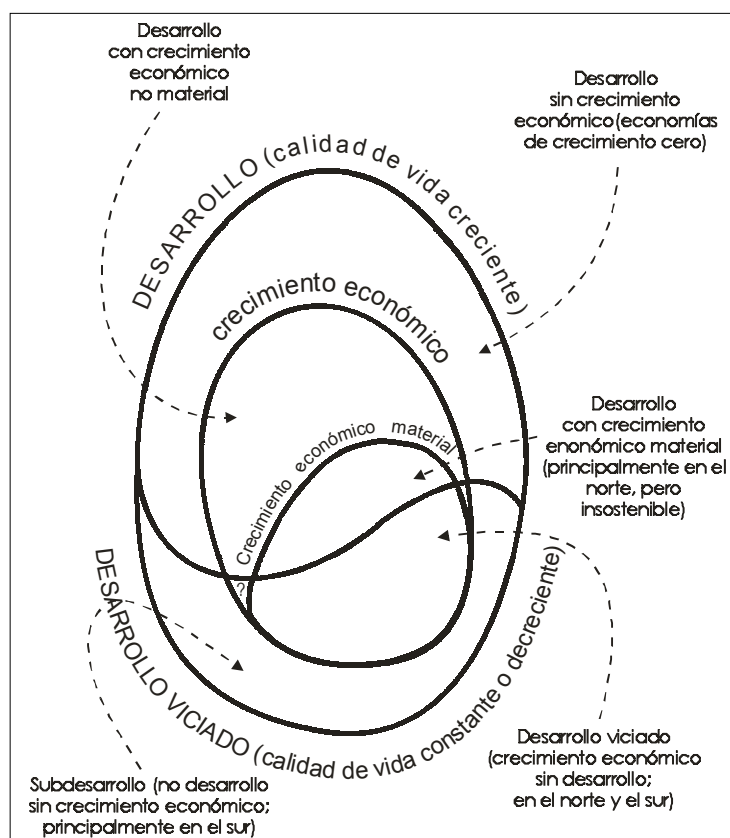 Desarrollo
con crecimiento
económico
no material
Desarrollo
sin crecimiento
económico (economías
de crecimiento cero)
DESARROLLO (calidad de vida creciente)
crecimiento económico
Crecimiento económico material
Desarrollo
con crecimiento
enonómico material
(principalmente en el
norte, pero
insostenible)
?
DESARROLLO VICIADO (calidad de vida constante o decreciente)
Subdesarrollo (no desarrollo
sin crecimiento económico;
principalmente en el sur)
Desarrollo viciado
(crecimiento económico
sin desarrollo;
en el norte y el sur)